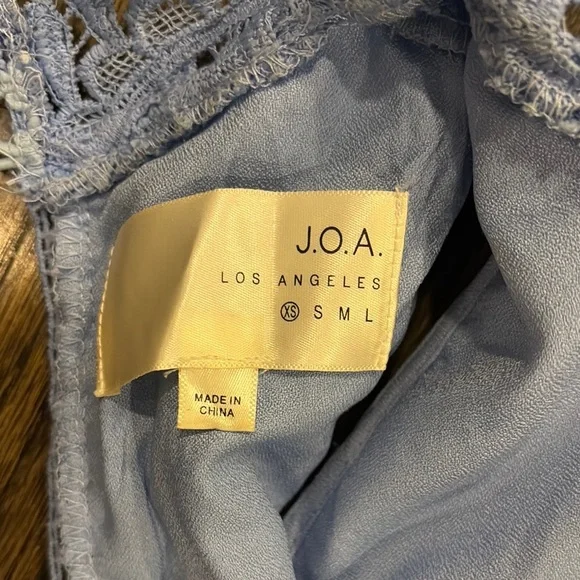 J.O.A.
LOS ANGELES
XS S M L
MADE IN
CHINA